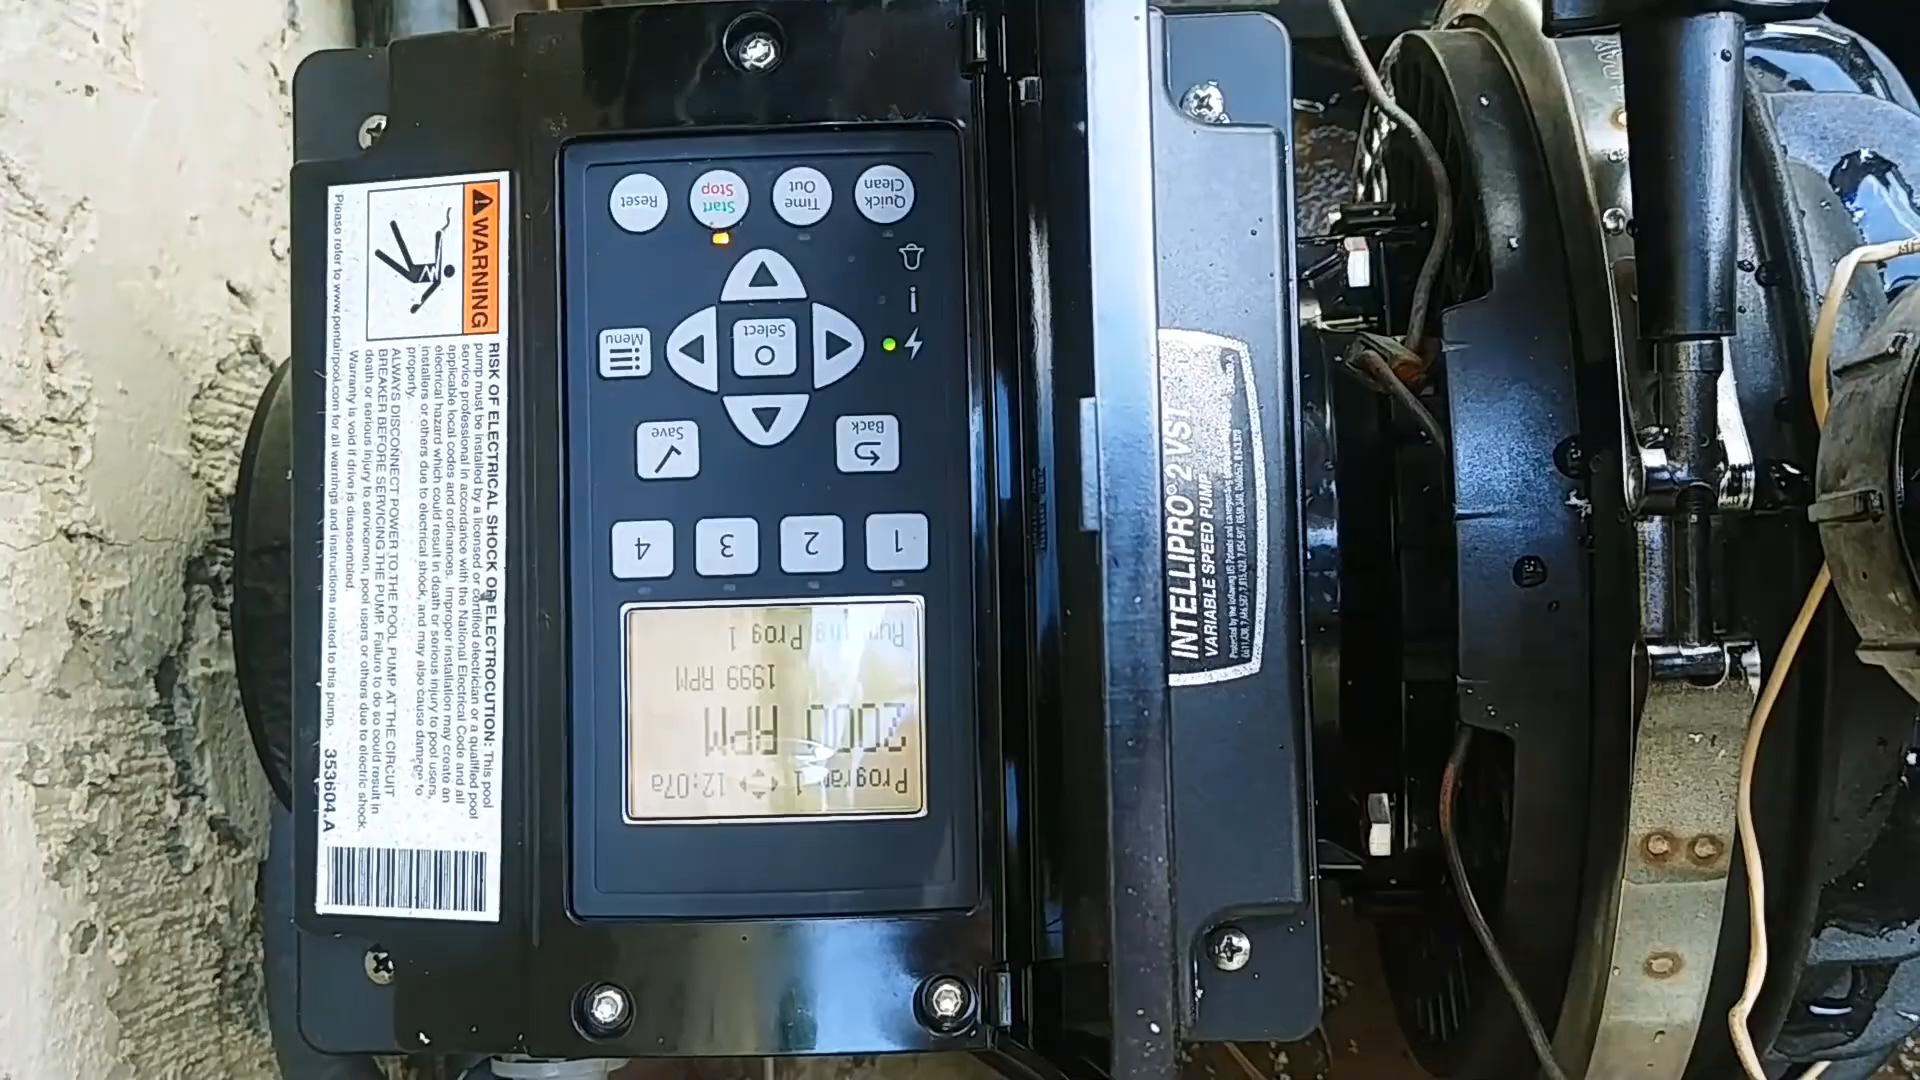 Program 1 12:07a
2000 RPM
1999 RPM
Running Prog 1
1
2
3
4
Back
Save
Select
Menu
Quick
Clean
Time
Out
Start
Stop
Reset
WARNING
RISK OF ELECTRICAL SHOCK OR ELECTROCUTION: This pool
pump must be installed by a licensed or certified electrician or a qualified pool
service professional in accordance with the National Electrical Code and all
applicable local codes and ordinances. Improper installation may create an
electrical hazard which could result in death or serious injury to pool users,
installers or others due to electrical shock, and may also cause damage to
property.
ALWAYS DISCONNECT POWER TO THE POOL PUMP AT THE CIRCUIT
BREAKER BEFORE SERVICING THE PUMP. Failure to do so could result in
death or serious injury to servicemen, pool users or others due to electric shock.
Warranty is void if drive is disassembled.
Please refer to www.pentairpool.com for all warnings and instructions related to this pump. 353604.A
INTELLIPRO® 2 VST
VARIABLE SPEED PUMP